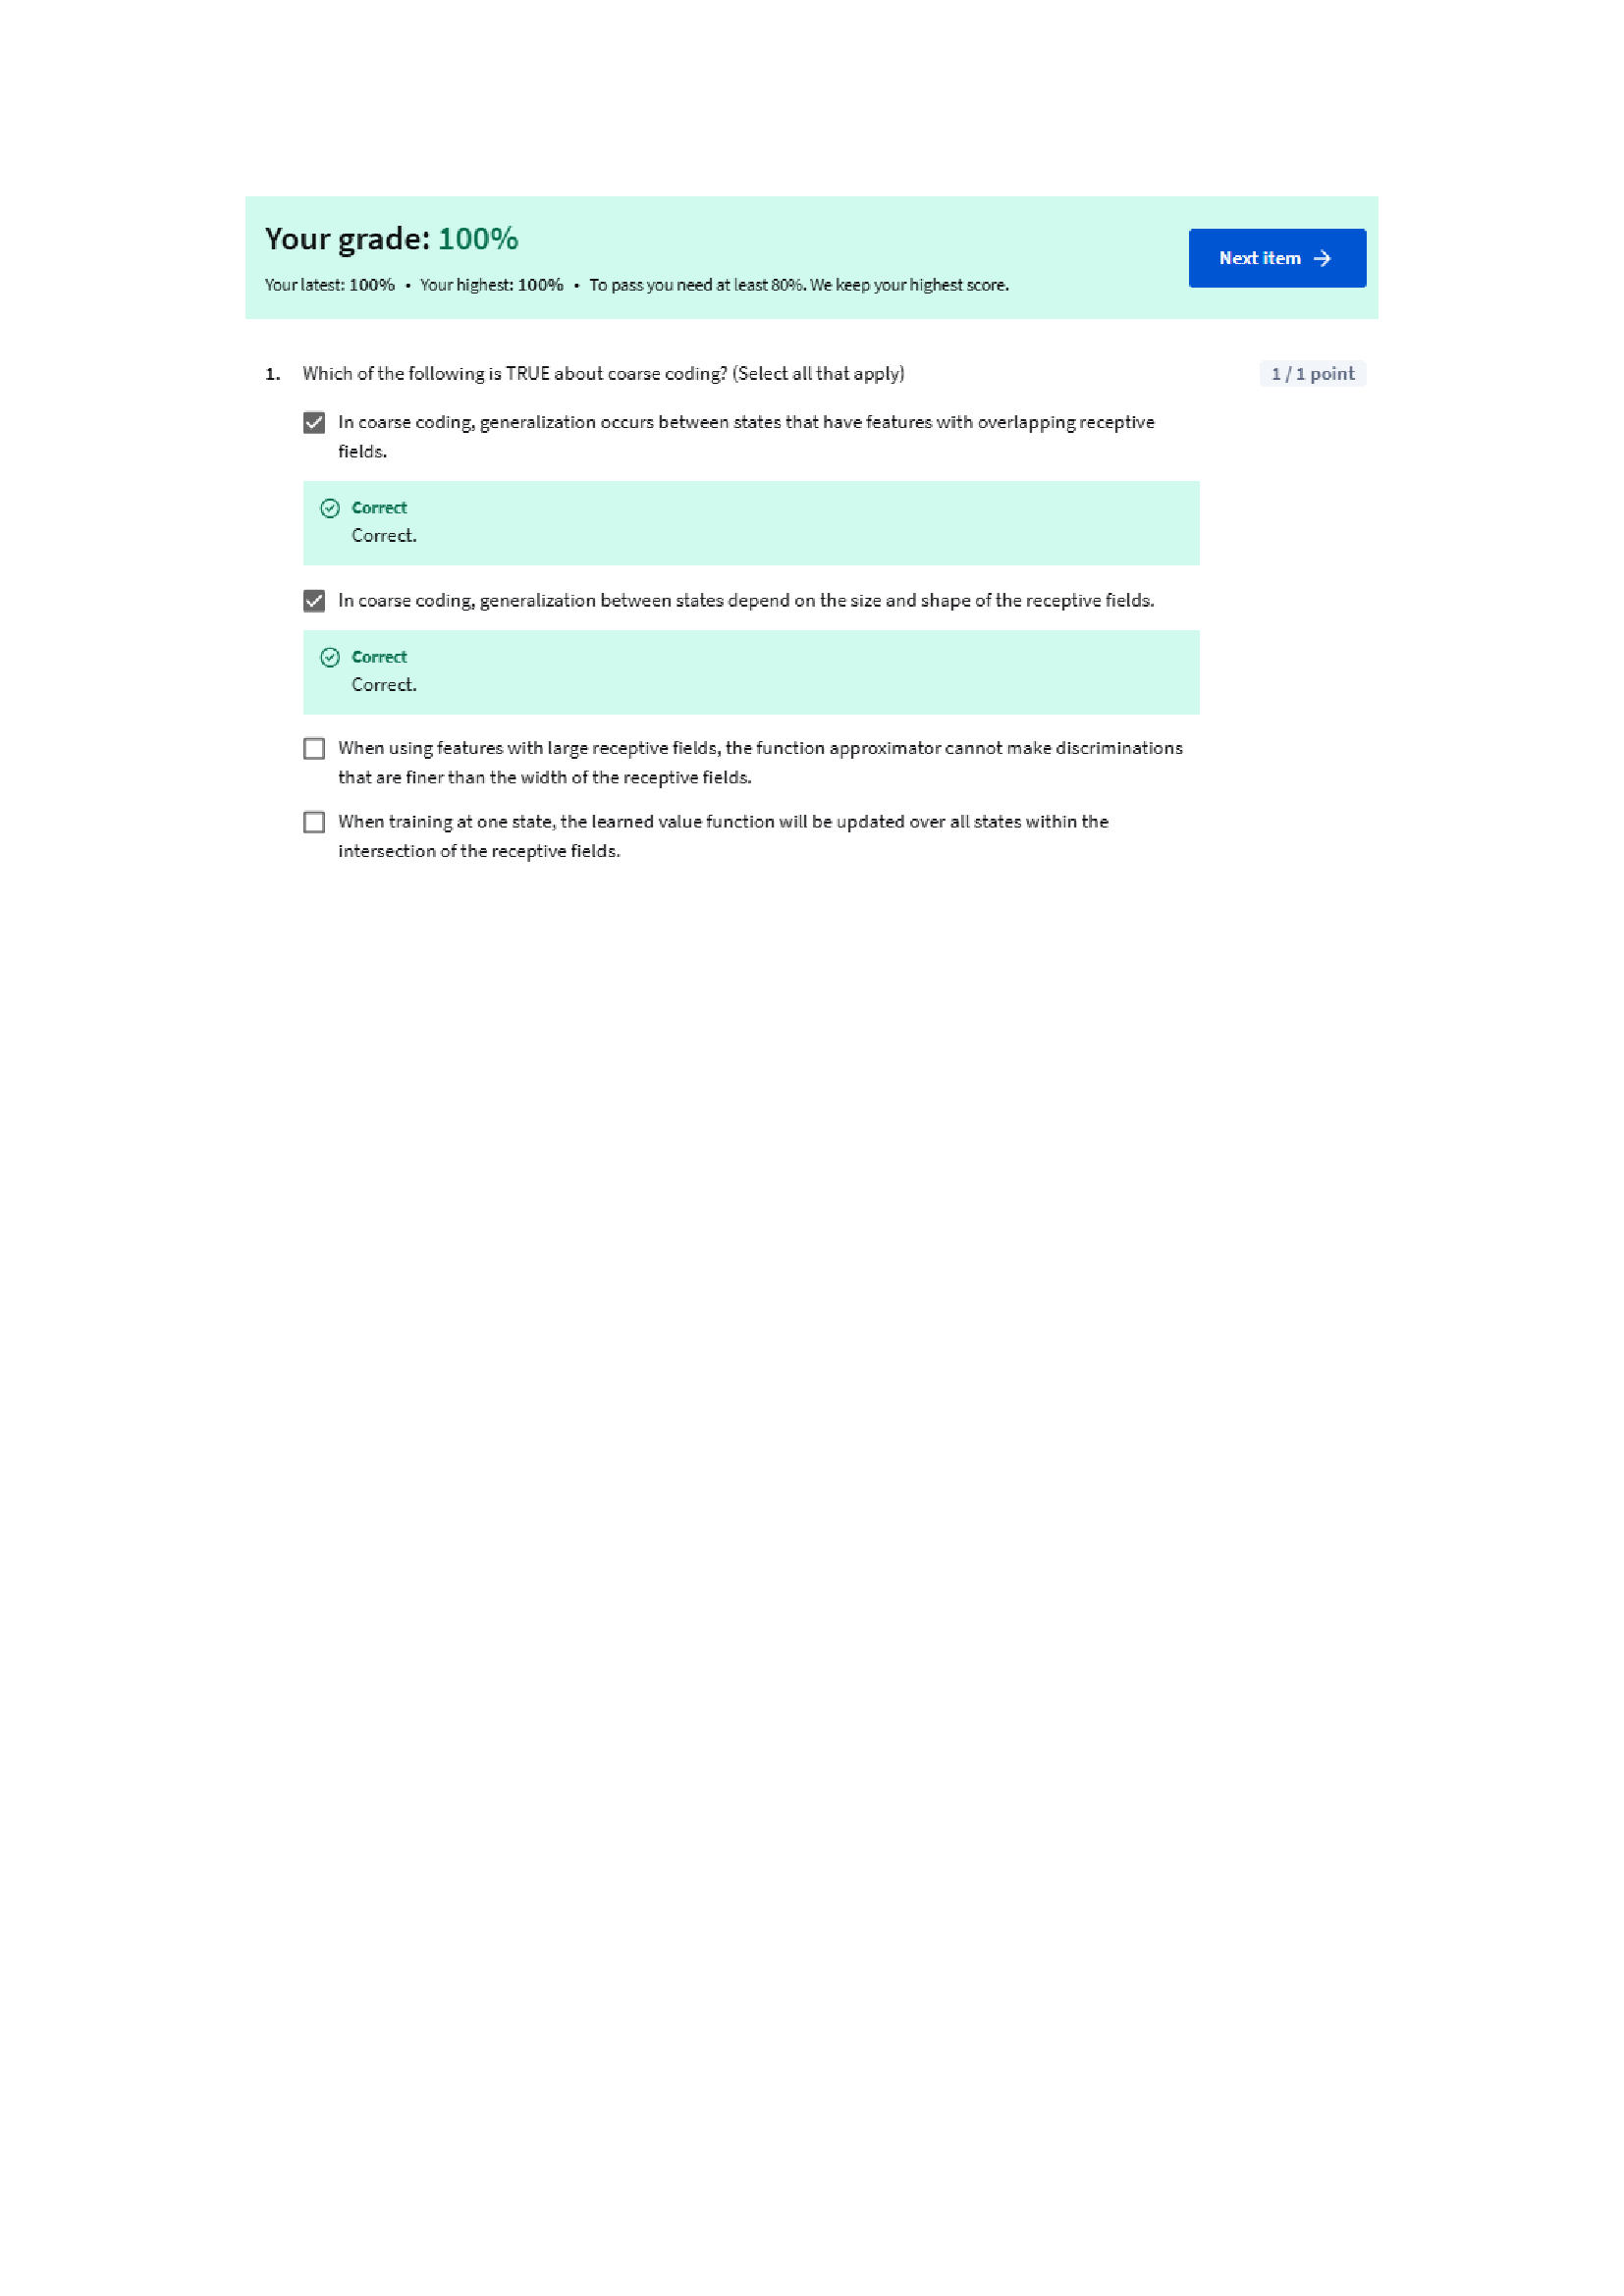 Your grade: 100%
Next item →
Your latest: 100% • Your highest: 100% • To pass you need at least 80%. We keep your highest score.
1. Which of the following is TRUE about coarse coding? (Select all that apply)
1 / 1 point
In coarse coding, generalization occurs between states that have features with overlapping receptive
fields.
Correct
Correct.
In coarse coding, generalization between states depend on the size and shape of the receptive fields.
Correct
Correct.
When using features with large receptive fields, the function approximator cannot make discriminations
that are finer than the width of the receptive fields.
When training at one state, the learned value function will be updated over all states within the
intersection of the receptive fields.